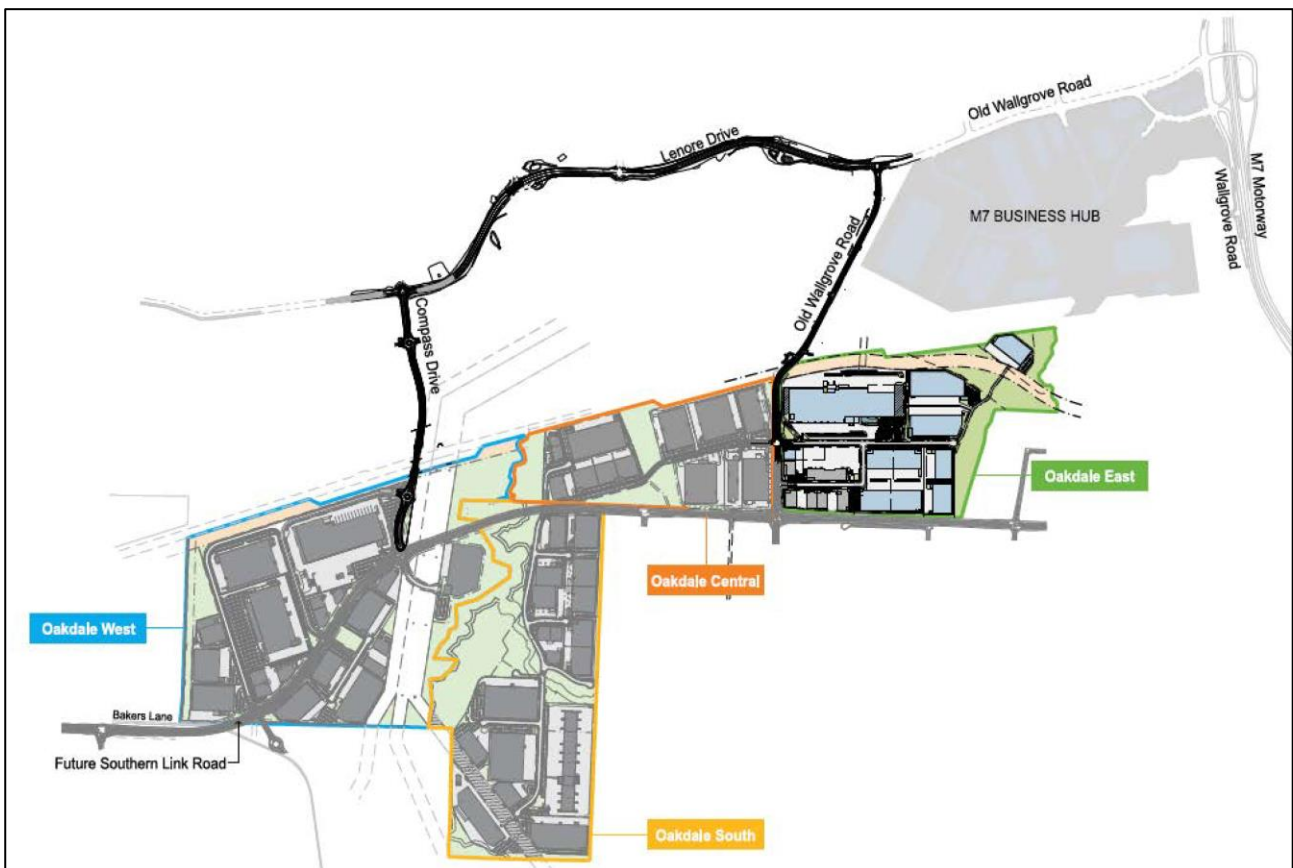 Old Wallgrove Road
Lenore Drive
M7 Motorway
Wallgrove Road
M7 BUSINESS HUB
Old Wallgrove Road
Compass Drive
Oakdale East
Oakdale Central
Oakdale West
Bakers Lane
Future Southern Link Road
Oakdale South